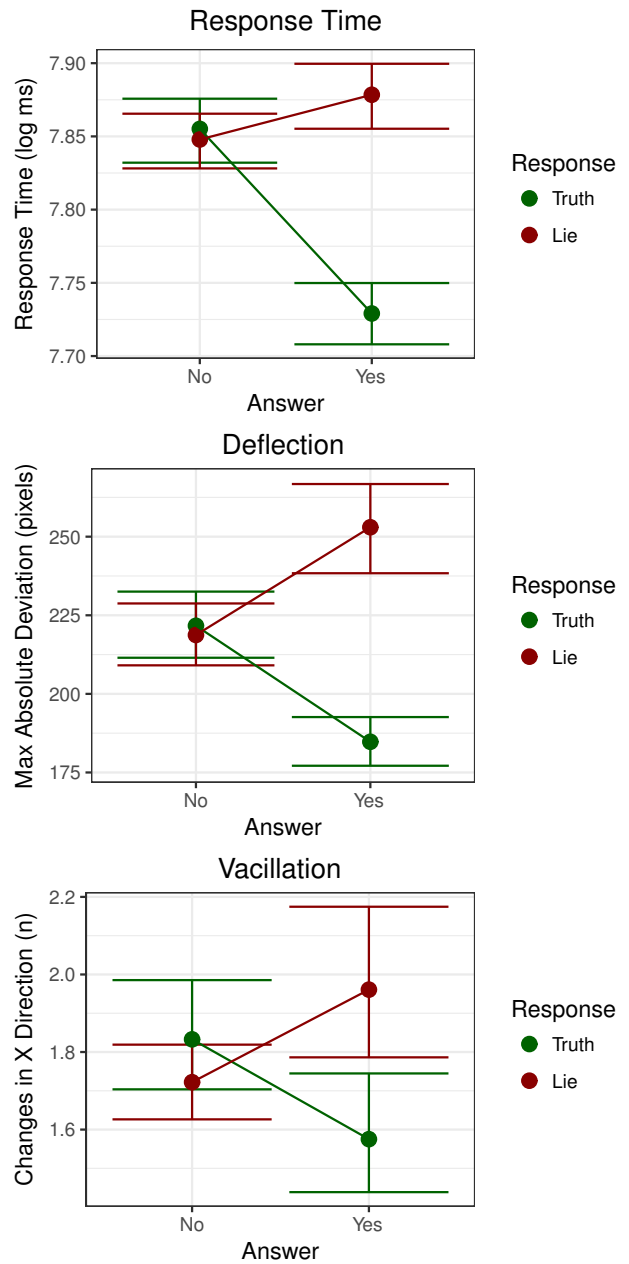 Response Time
Response Time (log ms)
7.90
7.85
7.80
7.75
7.70
No
Yes
Answer
Response
Truth
Lie
Deflection
Max Absolute Deviation (pixels)
250
225
200
175
No
Yes
Answer
Response
Truth
Lie
Vacillation
Changes in X Direction (n)
2.2
2.0
1.8
1.6
No
Yes
Answer
Response
Truth
Lie